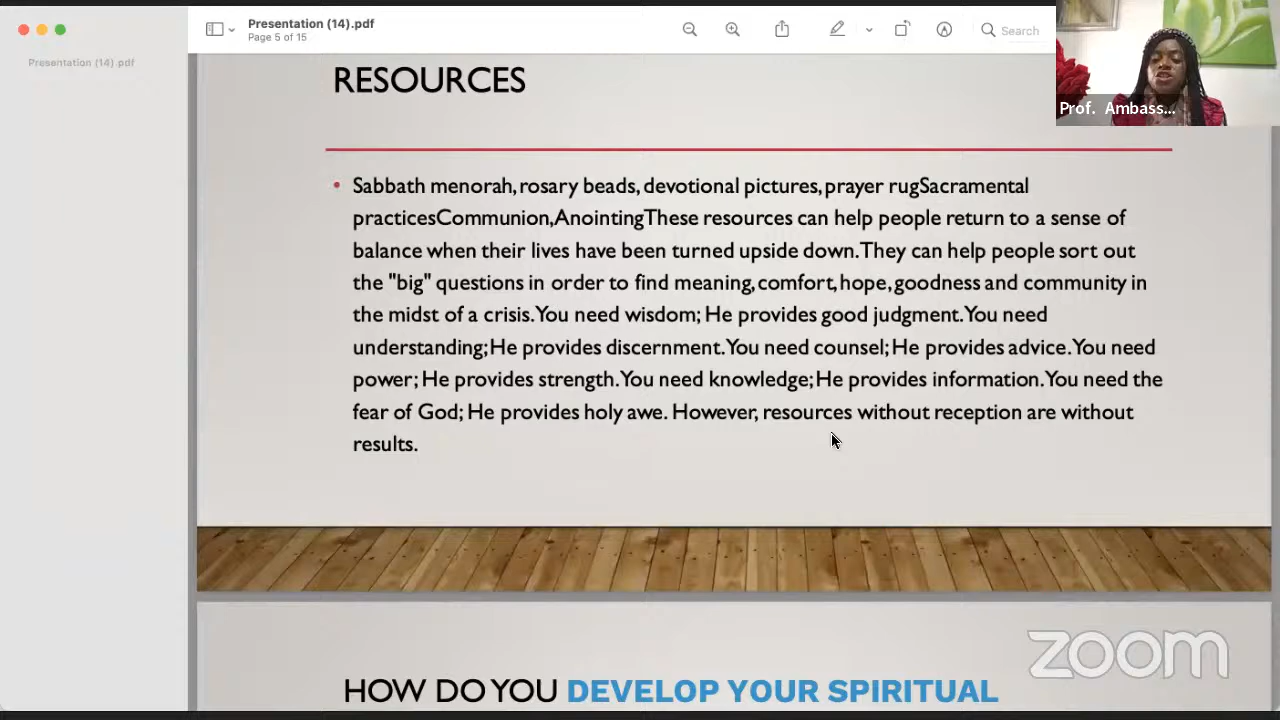 Presentation (14).pdf
Page 5 of 15
Search
Presentation (14).pdf
Prof. Ambass...
RESOURCES
• Sabbath menorah, rosary beads, devotional pictures, prayer rugSacramental
practicesCommunion, AnointingThese resources can help people return to a sense of
balance when their lives have been turned upside down. They can help people sort out
the "big" questions in order to find meaning, comfort, hope, goodness and community in
the midst of a crisis. You need wisdom; He provides good judgment. You need
understanding; He provides discernment. You need counsel; He provides advice. You need
power; He provides strength. You need knowledge; He provides information. You need the
fear of God; He provides holy awe. However, resources without reception are without
results.
zoom
HOW DO YOU DEVELOP YOUR SPIRITUAL